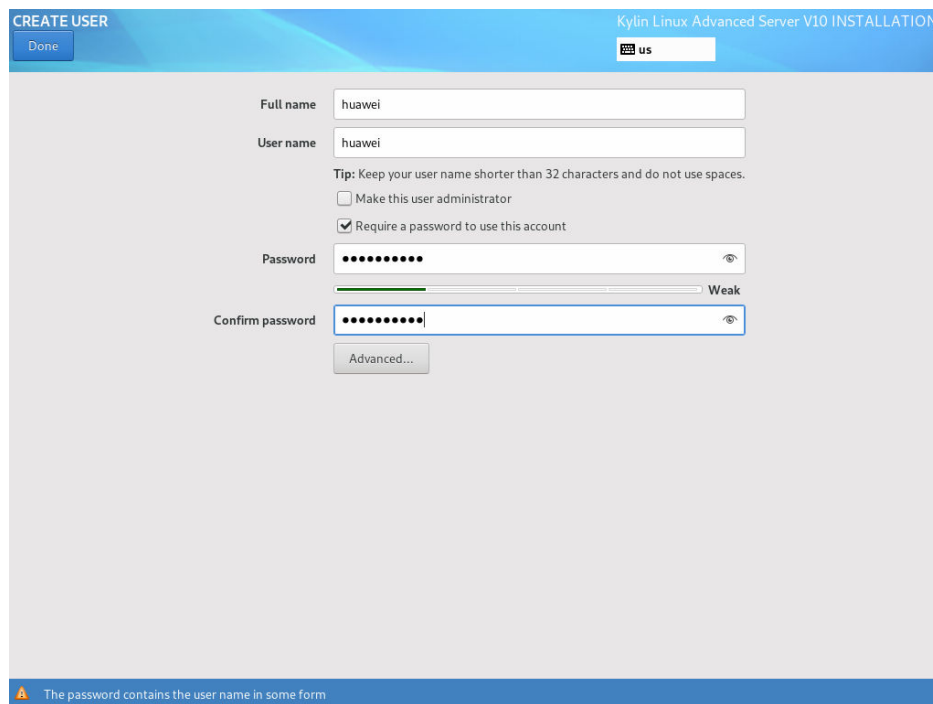 CREATE USER
Kylin Linux Advanced Server V10 INSTALLATION
Done
us
Full name
huawei
User name
huawei
Tip: Keep your user name shorter than 32 characters and do not use spaces.
Make this user administrator
Require a password to use this account
Password
●●●●●●●●●●
Weak
Confirm password
●●●●●●●●●●
Advanced...
The password contains the user name in some form